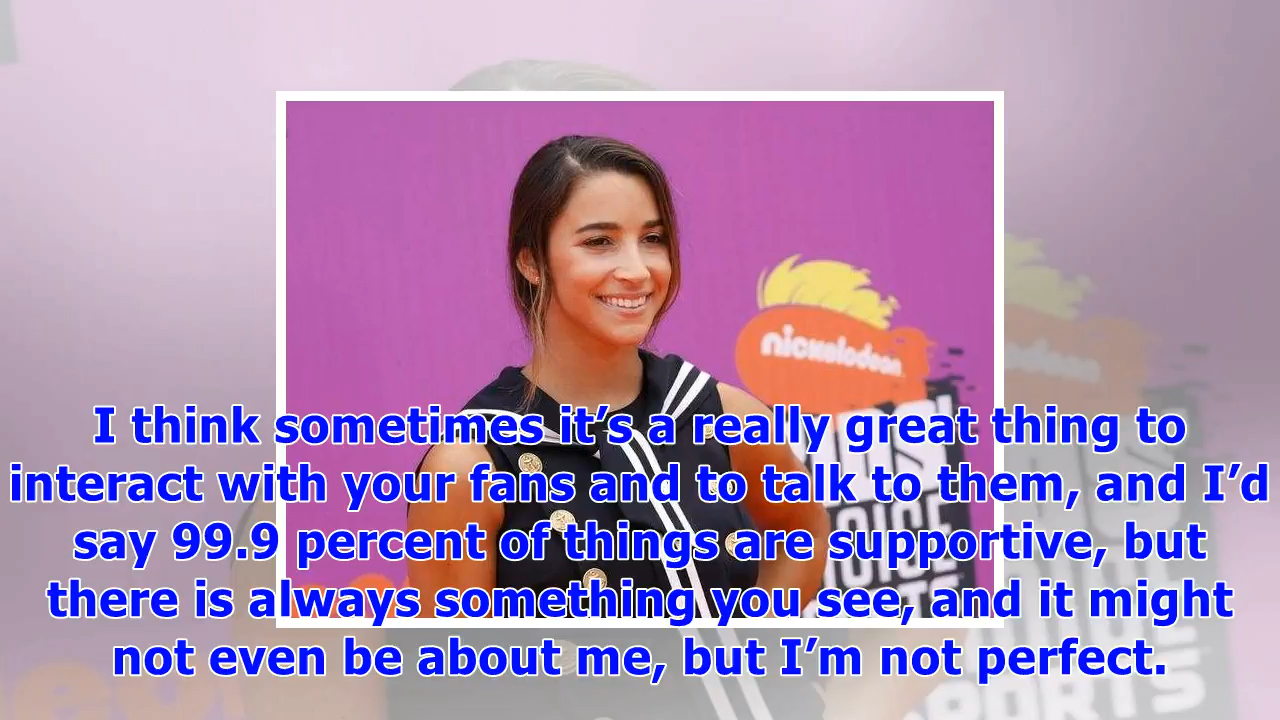 nickelodeon
I think sometimes it’s a really great thing to
interact with your fans and to talk to them, and I’d
say 99.9 percent of things are supportive, but
there is always something you see, and it might
not even be about me, but I’m not perfect.
CHOICE
SPORTS